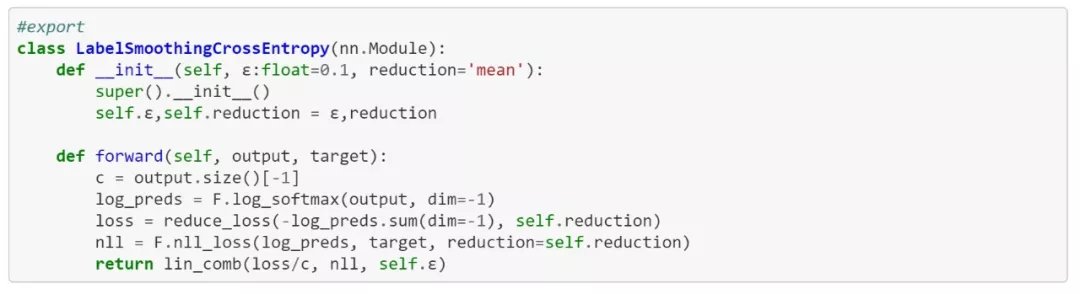 #export
class LabelSmoothingCrossEntropy(nn.Module):
    def __init__(self, ε:float=0.1, reduction='mean'):
        super().__init__()
        self.ε,self.reduction = ε,reduction

    def forward(self, output, target):
        c = output.size()[-1]
        log_preds = F.log_softmax(output, dim=-1)
        loss = reduce_loss(-log_preds.sum(dim=-1), self.reduction)
        nll = F.nll_loss(log_preds, target, reduction=self.reduction)
        return lin_comb(loss/c, nll, self.ε)